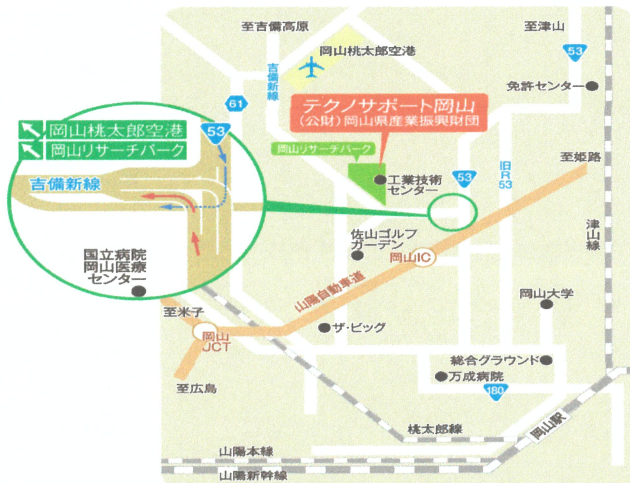 至吉備高原
至津山
岡山桃太郎空港
53
吉備新線
免許センター
61
テクノサポート岡山
(公財)岡山県産業振興財団
岡山桃太郎空港
53
岡山リサーチパーク
岡山リサーチパーク
至姫路
工業技術
センター
53
旧R53
吉備新線
津山線
佐山ゴルフ
ガーデン
国立病院
岡山医療
センター
岡山IC
山陽自動車道
岡山大学
至米子
ザ・ビッグ
岡山
JCT
総合グラウンド
万成病院
至広島
180
岡山駅
桃太郎線
山陽本線
山陽新幹線